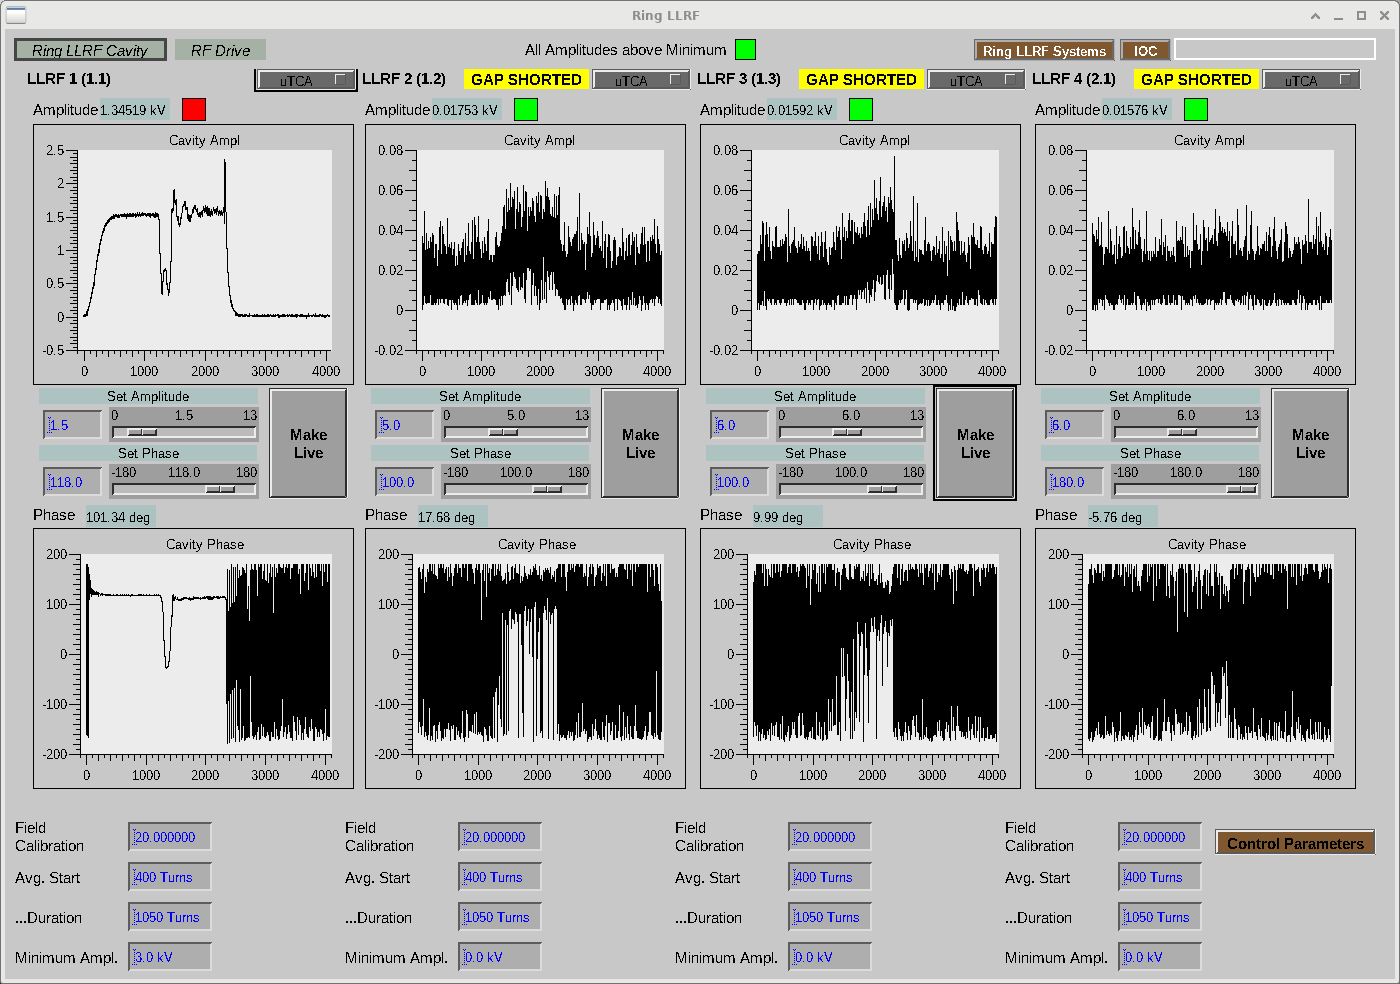 Ring LLRF
Ring LLRF Cavity RF Drive All Amplitudes above Minimum Ring LLRF Systems IOC
LLRF 1 (1.1) uTCA LLRF 2 (1.2) GAP SHORTED uTCA LLRF 3 (1.3) GAP SHORTED uTCA LLRF 4 (2.1) GAP SHORTED uTCA
Amplitude 1.34519 kV Amplitude 0.01753 kV Amplitude 0.01592 kV Amplitude 0.01576 kV
Cavity Ampl Cavity Ampl Cavity Ampl Cavity Ampl
2.5 0.08 0.08 0.08
2 0.06 0.06 0.06
1.5 0.04 0.04 0.04
1 0.02 0.02 0.02
0.5 0 0 0
0 -0.02 -0.02 -0.02
-0.5
0 1000 2000 3000 4000 0 1000 2000 3000 4000 0 1000 2000 3000 4000 0 1000 2000 3000 4000
Set Amplitude Set Amplitude Set Amplitude Set Amplitude
1.5 0 1.5 13 5.0 0 5.0 13 6.0 0 6.0 13 6.0 0 6.0 13
Make Live Make Live Make Live Make Live
Set Phase Set Phase Set Phase Set Phase
118.0 -180 118.0 180 100.0 -180 100.0 180 100.0 -180 100.0 180 180.0 -180 180.0 180
Phase 101.34 deg Phase 17.68 deg Phase 9.99 deg Phase -5.76 deg
Cavity Phase Cavity Phase Cavity Phase Cavity Phase
200 200 200 200
100 100 100 100
0 0 0 0
-100 -100 -100 -100
-200 -200 -200 -200
0 1000 2000 3000 4000 0 1000 2000 3000 4000 0 1000 2000 3000 4000 0 1000 2000 3000 4000
Field Calibration 20.000000 Field Calibration 20.000000 Field Calibration 20.000000 Field Calibration 20.000000 Control Parameters
Avg. Start 400 Turns Avg. Start 400 Turns Avg. Start 400 Turns Avg. Start 400 Turns
...Duration 1050 Turns ...Duration 1050 Turns ...Duration 1050 Turns ...Duration 1050 Turns
Minimum Ampl. 3.0 kV Minimum Ampl. 0.0 kV Minimum Ampl. 0.0 kV Minimum Ampl. 0.0 kV